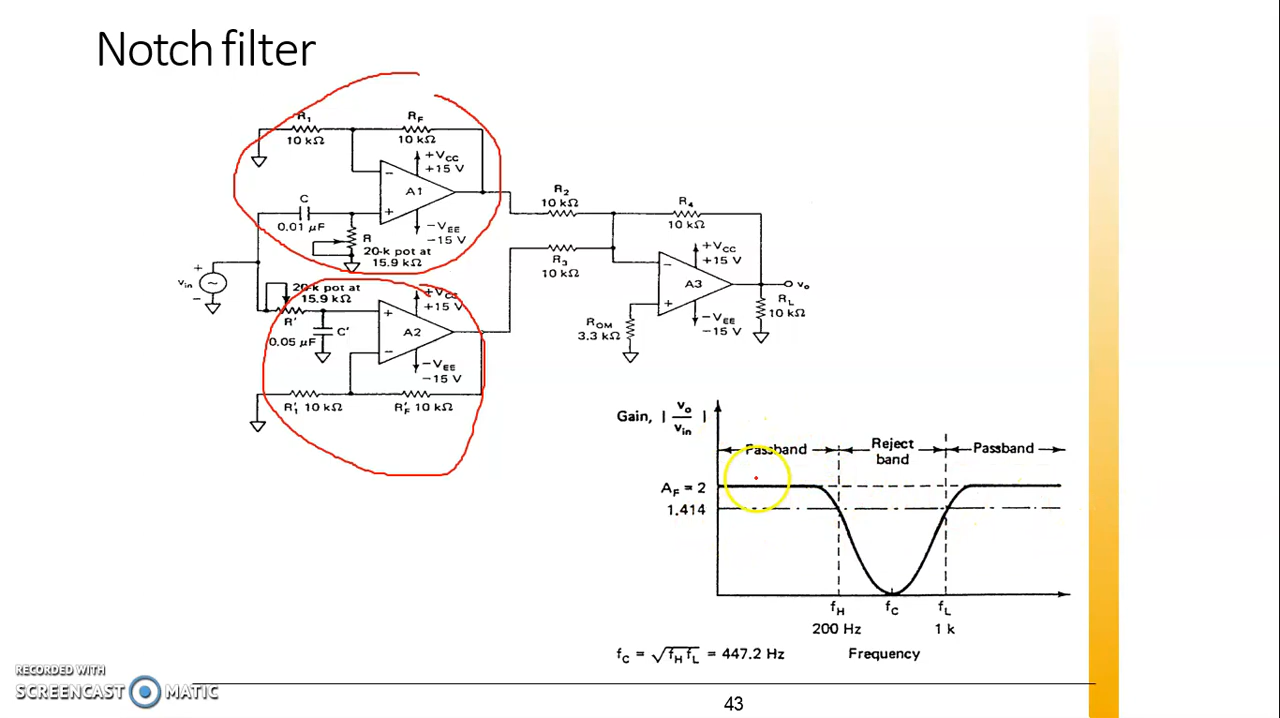 Notch filter
R1
10 kΩ
RF
10 kΩ
+VCC
+15 V
−
A1
+
−VEE
−15 V
C
0.01 μF
R
20-k pot at
15.9 kΩ
+
vin
~
−
20-k pot at
15.9 kΩ
R'
C'
0.05 μF
+VCC
+15 V
+
A2
−
−VEE
−15 V
R'1 10 kΩ
R'F 10 kΩ
R2
10 kΩ
R3
10 kΩ
R4
10 kΩ
+VCC
+15 V
−
A3
+
−VEE
−15 V
ROM
3.3 kΩ
vo
RL
10 kΩ
Gain, | vo/vin |
Passband
Reject
band
Passband
AF = 2
1.414
fH
fC
fL
200 Hz
1 k
fC = √fH fL = 447.2 Hz
Frequency
RECORDED WITH
SCREENCAST MATIC
43